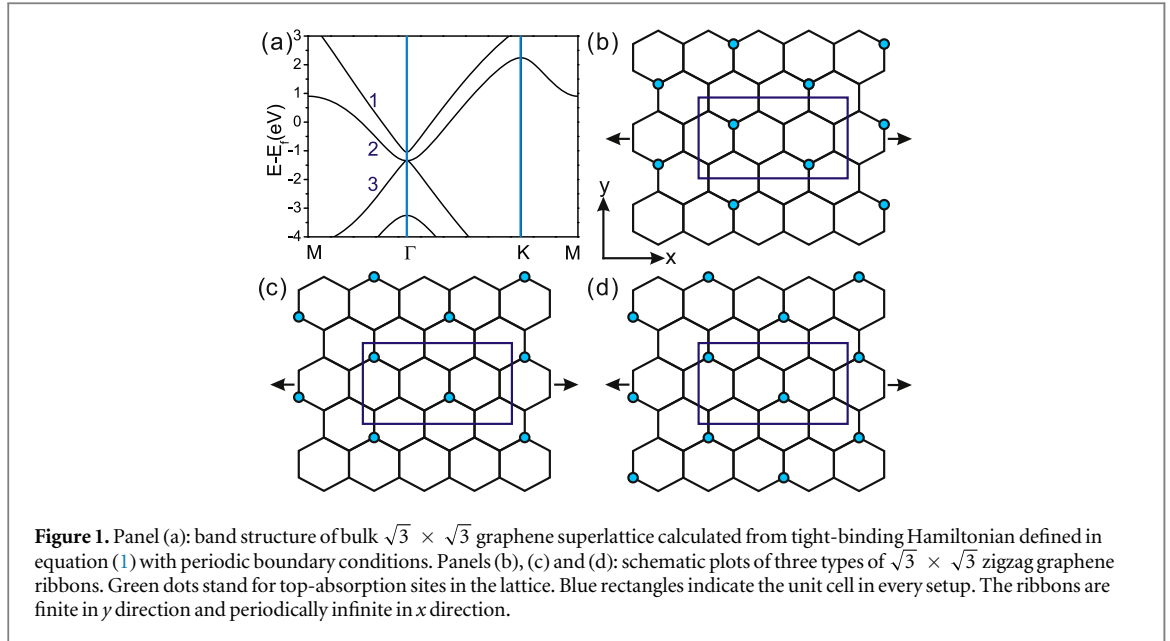 (a)
3
2
1
0
-1
-2
-3
-4
E-E_f(eV)
1
2
3
M
Γ
K
M
(b)
y
x
(c)
(d)
Figure 1. Panel (a): band structure of bulk √3 × √3 graphene superlattice calculated from tight-binding Hamiltonian defined in
equation (1) with periodic boundary conditions. Panels (b), (c) and (d): schematic plots of three types of √3 × √3 zigzag graphene
ribbons. Green dots stand for top-absorption sites in the lattice. Blue rectangles indicate the unit cell in every setup. The ribbons are
finite in y direction and periodically infinite in x direction.